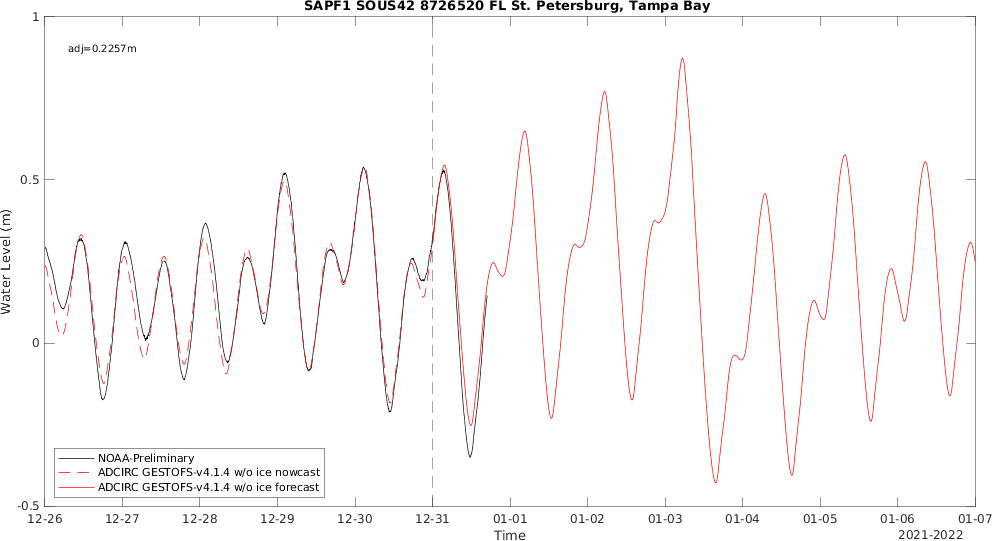 SAPF1 SOUS42 8726520 FL St. Petersburg, Tampa Bay
adj=0.2257m
1
0.5
0
-0.5
Water Level (m)
NOAA-Preliminary
ADCIRC GESTOFS-v4.1.4 w/o ice nowcast
ADCIRC GESTOFS-v4.1.4 w/o ice forecast
12-26 12-27 12-28 12-29 12-30 12-31 01-01 01-02 01-03 01-04 01-05 01-06 01-07
Time
2021-2022